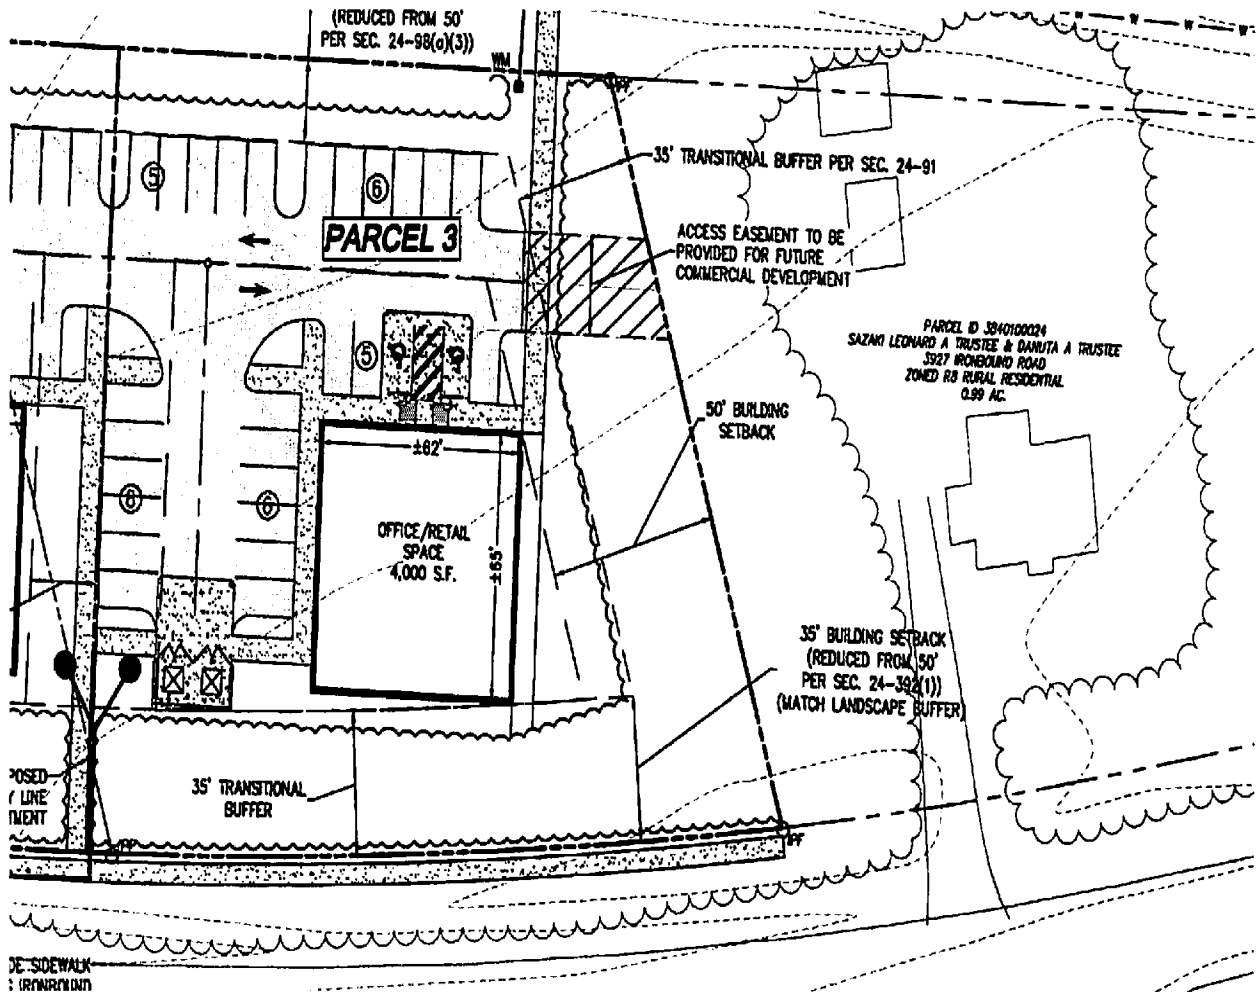 (REDUCED FROM 50'
PER SEC. 24-98(a)(3))
WM
35' TRANSITIONAL BUFFER PER SEC. 24-91
5
6
PARCEL 3
ACCESS EASEMENT TO BE
PROVIDED FOR FUTURE
COMMERCIAL DEVELOPMENT
PARCEL ID 3840100024
SAZAKI LEONARD A TRUSTEE & DANUTA A TRUSTEE
3927 IRONBOUND ROAD
ZONED R8 RURAL RESIDENTIAL
0.99 AC.
5
50' BUILDING
SETBACK
±62'
8
6
OFFICE/RETAIL
SPACE
4,000 S.F.
±65'
35' BUILDING SETBACK
(REDUCED FROM 50'
PER SEC. 24-392(1))
(MATCH LANDSCAPE BUFFER)
35' TRANSITIONAL
BUFFER
POSED
Y LINE
TMENT
IPF
DE SIDEWALK
IRONBOUND
W W W W